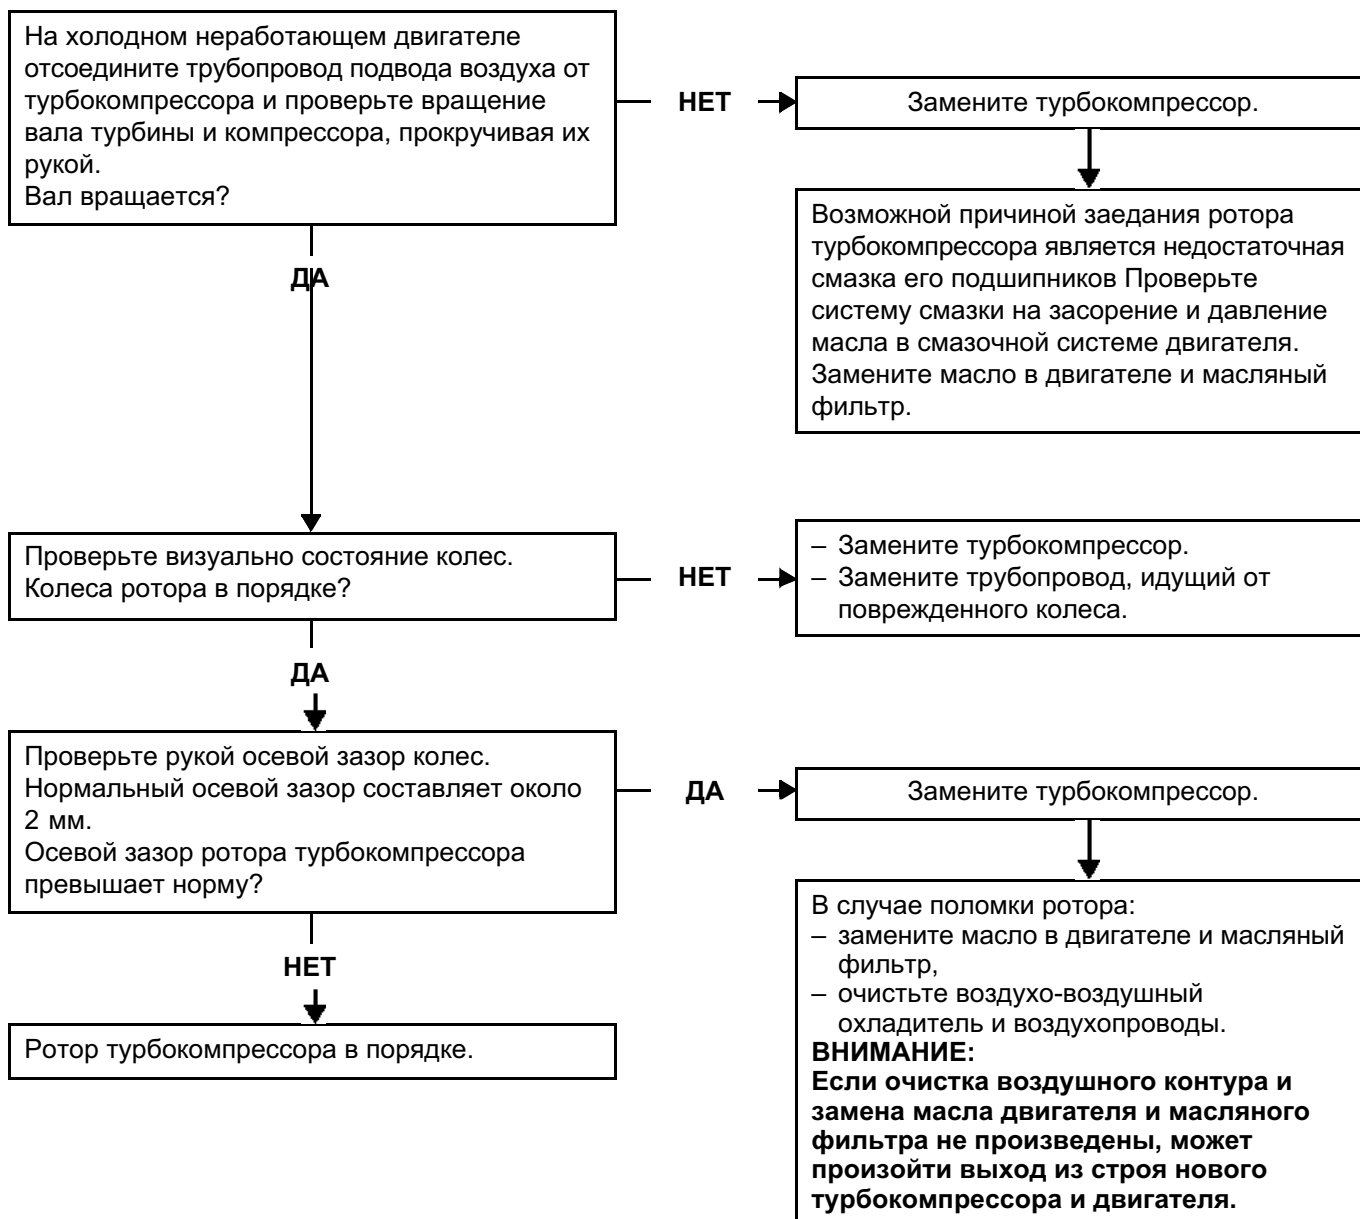 На холодном неработающем двигателе
отсоедините трубопровод подвода воздуха от
турбокомпрессора и проверьте вращение
вала турбины и компрессора, прокручивая их
рукой.
Вал вращается?
НЕТ
Замените турбокомпрессор.
Возможной причиной заедания ротора
турбокомпрессора является недостаточная
смазка его подшипников Проверьте
систему смазки на засорение и давление
масла в смазочной системе двигателя.
Замените масло в двигателе и масляный
фильтр.
ДА
Проверьте визуально состояние колес.
Колеса ротора в порядке?
НЕТ
– Замените турбокомпрессор.
– Замените трубопровод, идущий от
поврежденного колеса.
ДА
Проверьте рукой осевой зазор колес.
Нормальный осевой зазор составляет около
2 мм.
Осевой зазор ротора турбокомпрессора
превышает норму?
ДА
Замените турбокомпрессор.
В случае поломки ротора:
– замените масло в двигателе и масляный
фильтр,
– очистьте воздухо-воздушный
охладитель и воздухопроводы.
ВНИМАНИЕ:
Если очистка воздушного контура и
замена масла двигателя и масляного
фильтра не произведены, может
произойти выход из строя нового
турбокомпрессора и двигателя.
НЕТ
Ротор турбокомпрессора в порядке.